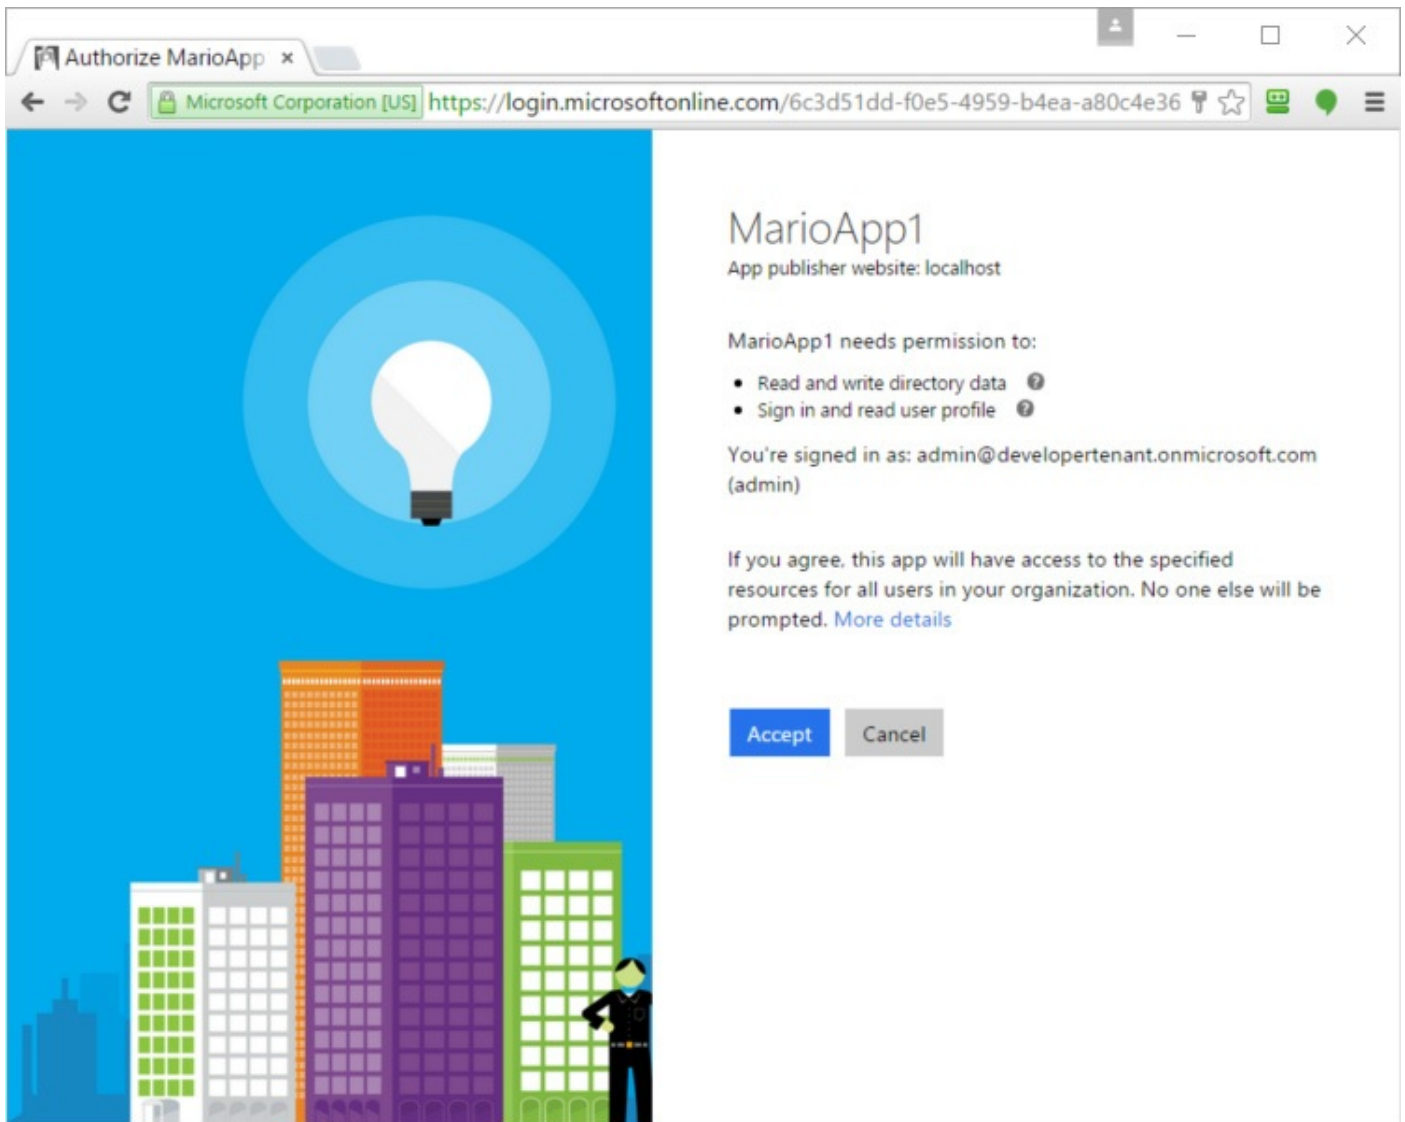 Authorize MarioApp ×
Microsoft Corporation [US] https://login.microsoftonline.com/6c3d51dd-f0e5-4959-b4ea-a80c4e36
MarioApp1
App publisher website: localhost
MarioApp1 needs permission to:
• Read and write directory data ?
• Sign in and read user profile ?
You're signed in as: admin@developertenant.onmicrosoft.com
(admin)
If you agree, this app will have access to the specified
resources for all users in your organization. No one else will be
prompted. More details
Accept Cancel